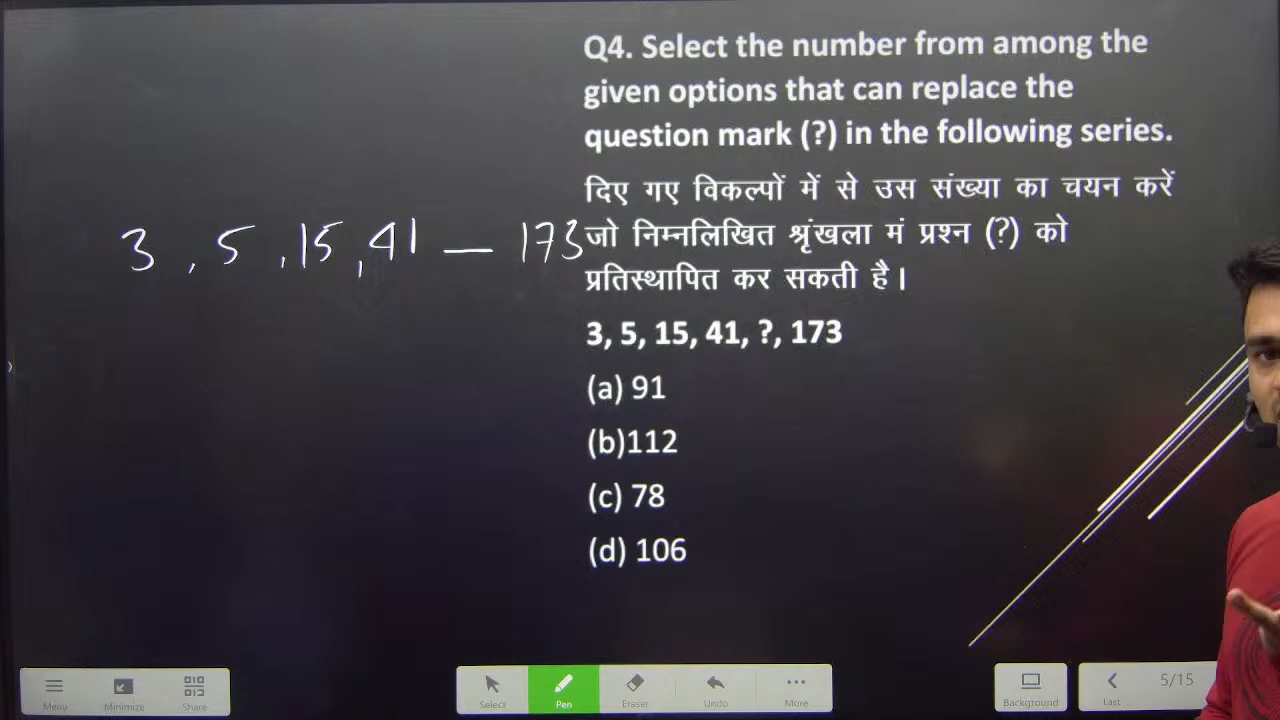 Q4. Select the number from among the
given options that can replace the
question mark (?) in the following series.
दिए गए विकल्पों में से उस संख्या का चयन करें
जो निम्नलिखित श्रृंखला मं प्रश्न (?) को
प्रतिस्थापित कर सकती है।
3, 5, 15, 41, ?, 173
(a) 91
(b)112
(c) 78
(d) 106
3 , 5 , 15 , 41 — 173
Menu
Minimize
Share
Select
Pen
Eraser
Undo
More
Background
Last
5/15